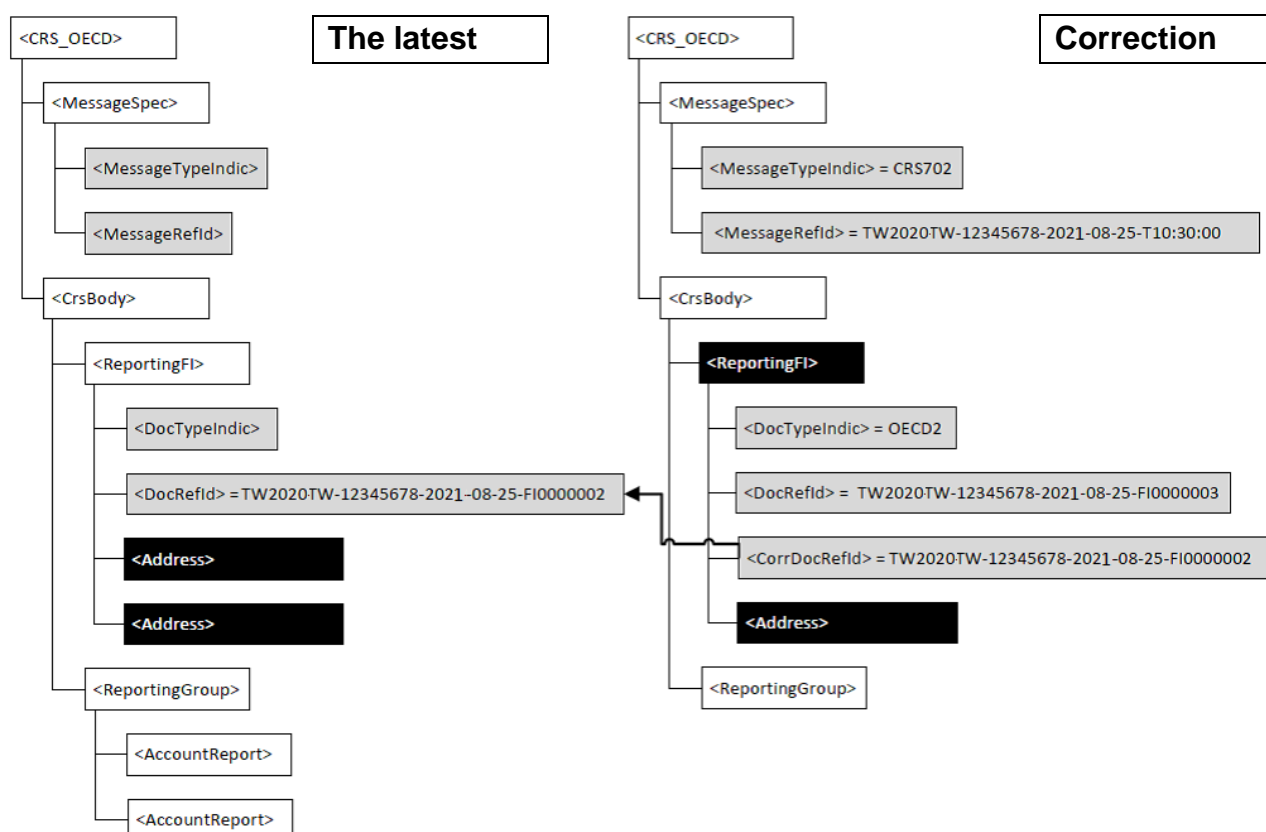 The latest
<CRS_OECD>
<MessageSpec>
<MessageTypeIndic>
<MessageRefId>
<CrsBody>
<ReportingFI>
<DocTypeIndic>
<DocRefId> = TW2020TW-12345678-2021-08-25-FI0000002
<Address>
<Address>
<ReportingGroup>
<AccountReport>
<AccountReport>
Correction
<CRS_OECD>
<MessageSpec>
<MessageTypeIndic> = CRS702
<MessageRefId> = TW2020TW-12345678-2021-08-25-T10:30:00
<CrsBody>
<ReportingFI>
<DocTypeIndic> = OECD2
<DocRefId> = TW2020TW-12345678-2021-08-25-FI0000003
<CorrDocRefId> = TW2020TW-12345678-2021-08-25-FI0000002
<Address>
<ReportingGroup>